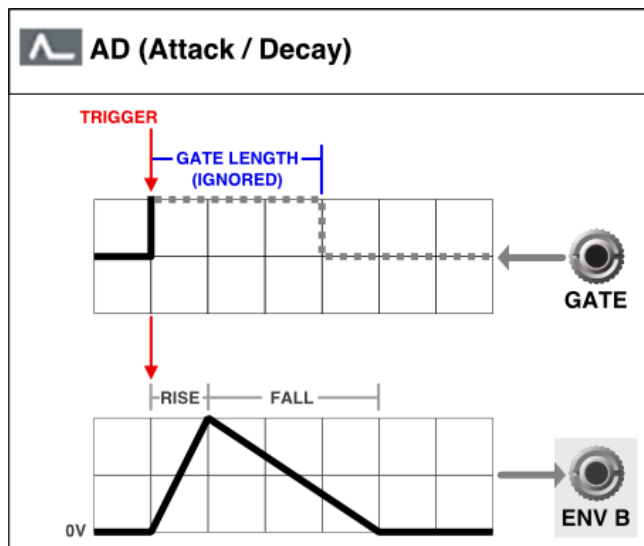 AD (Attack / Decay)
TRIGGER
GATE LENGTH
(IGNORED)
GATE
RISE
FALL
0V
ENV B